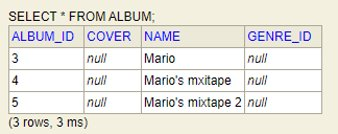 SELECT * FROM ALBUM;
ALBUM_ID COVER NAME GENRE_ID
3 null Mario null
4 null Mario's mxitape null
5 null Mario's mixtape 2 null
(3 rows, 3 ms)